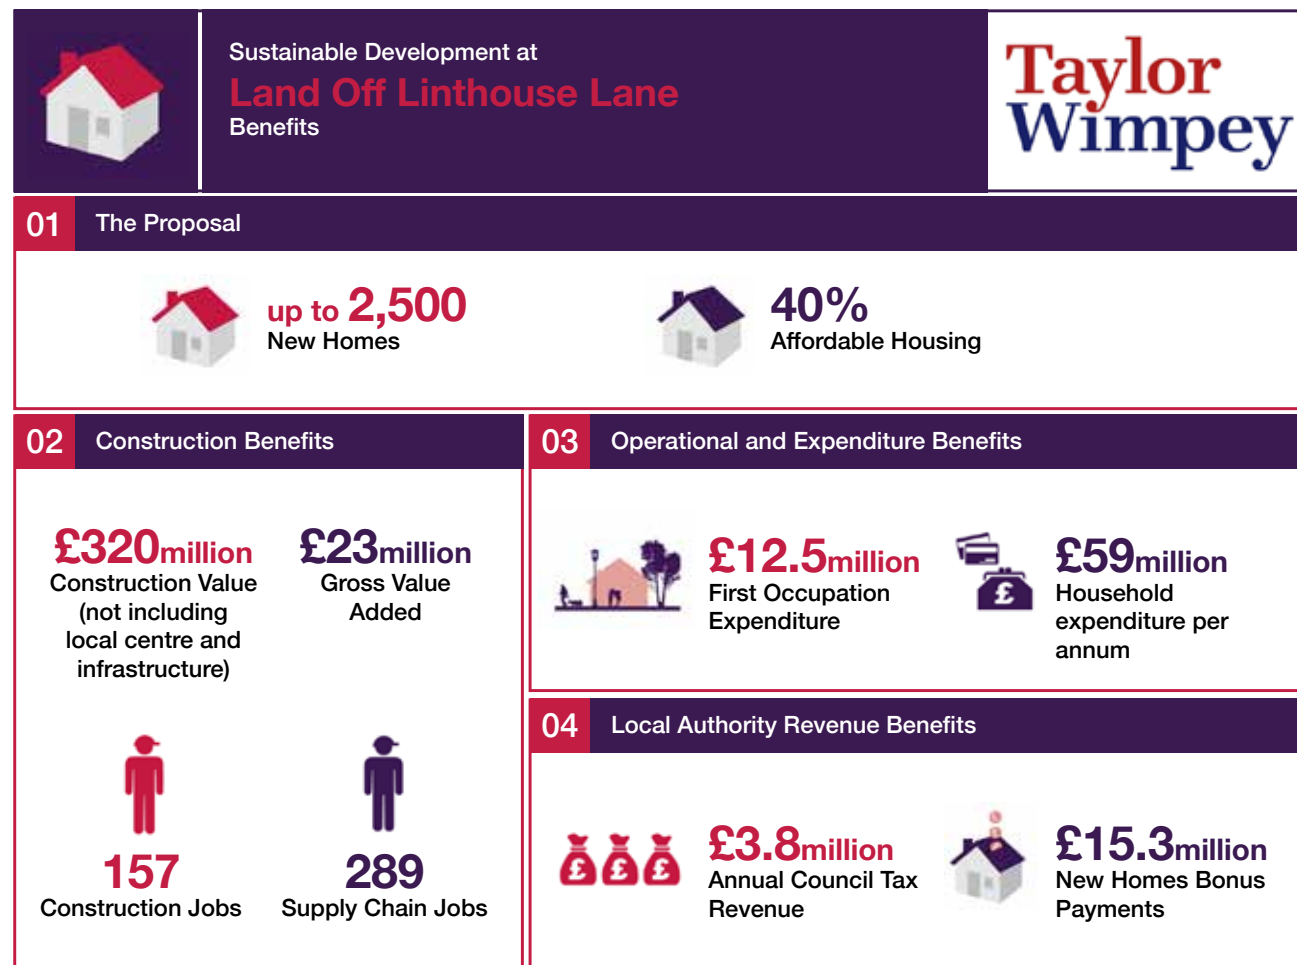 Sustainable Development at
Land Off Linthouse Lane
Benefits
Taylor
Wimpey
01 The Proposal
up to 2,500
New Homes
40%
Affordable Housing
02 Construction Benefits
£320million
Construction Value
(not including
local centre and
infrastructure)
£23million
Gross Value
Added
157
Construction Jobs
289
Supply Chain Jobs
03 Operational and Expenditure Benefits
£12.5million
First Occupation
Expenditure
£
£59million
Household
expenditure per
annum
04 Local Authority Revenue Benefits
£ £ £
£3.8million
Annual Council Tax
Revenue
£15.3million
New Homes Bonus
Payments